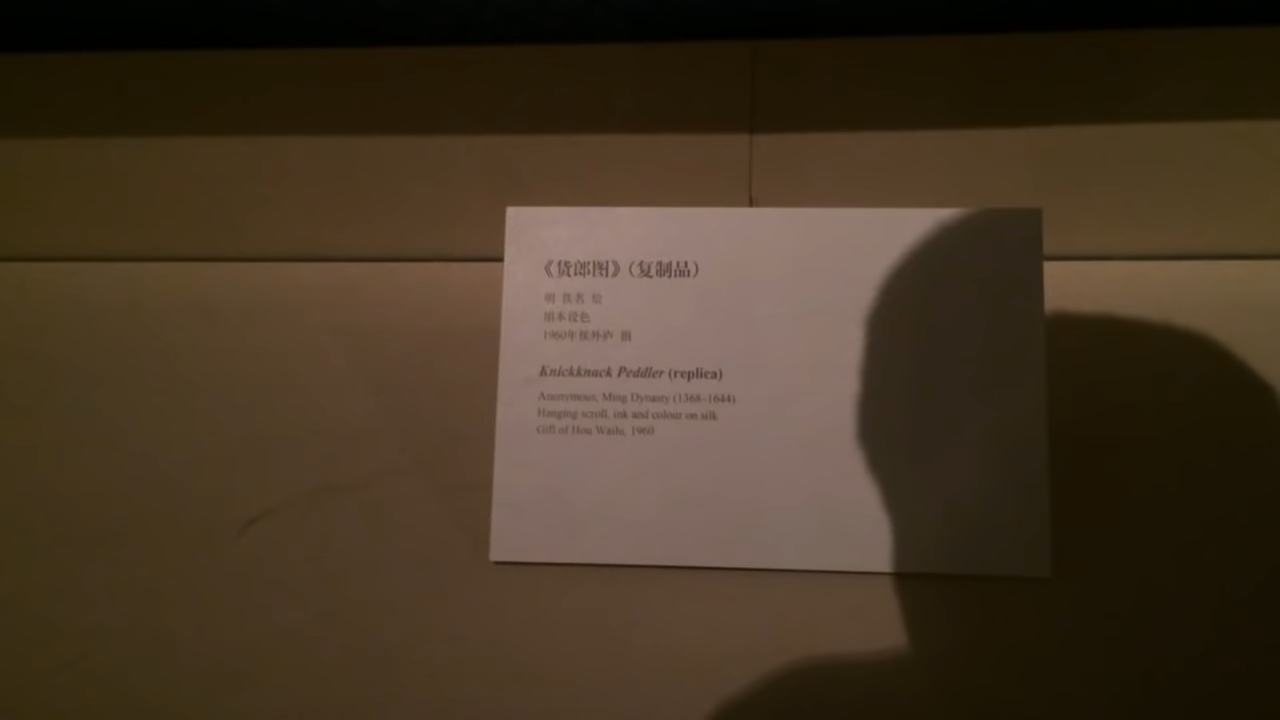 《货郎图》（复制品）
明 佚名 绘
绢本设色
1960年侯外庐 捐
Knickknack Peddler (replica)
Anonymous, Ming Dynasty (1368–1644)
Hanging scroll, ink and colour on silk
Gift of Hou Wailu, 1960